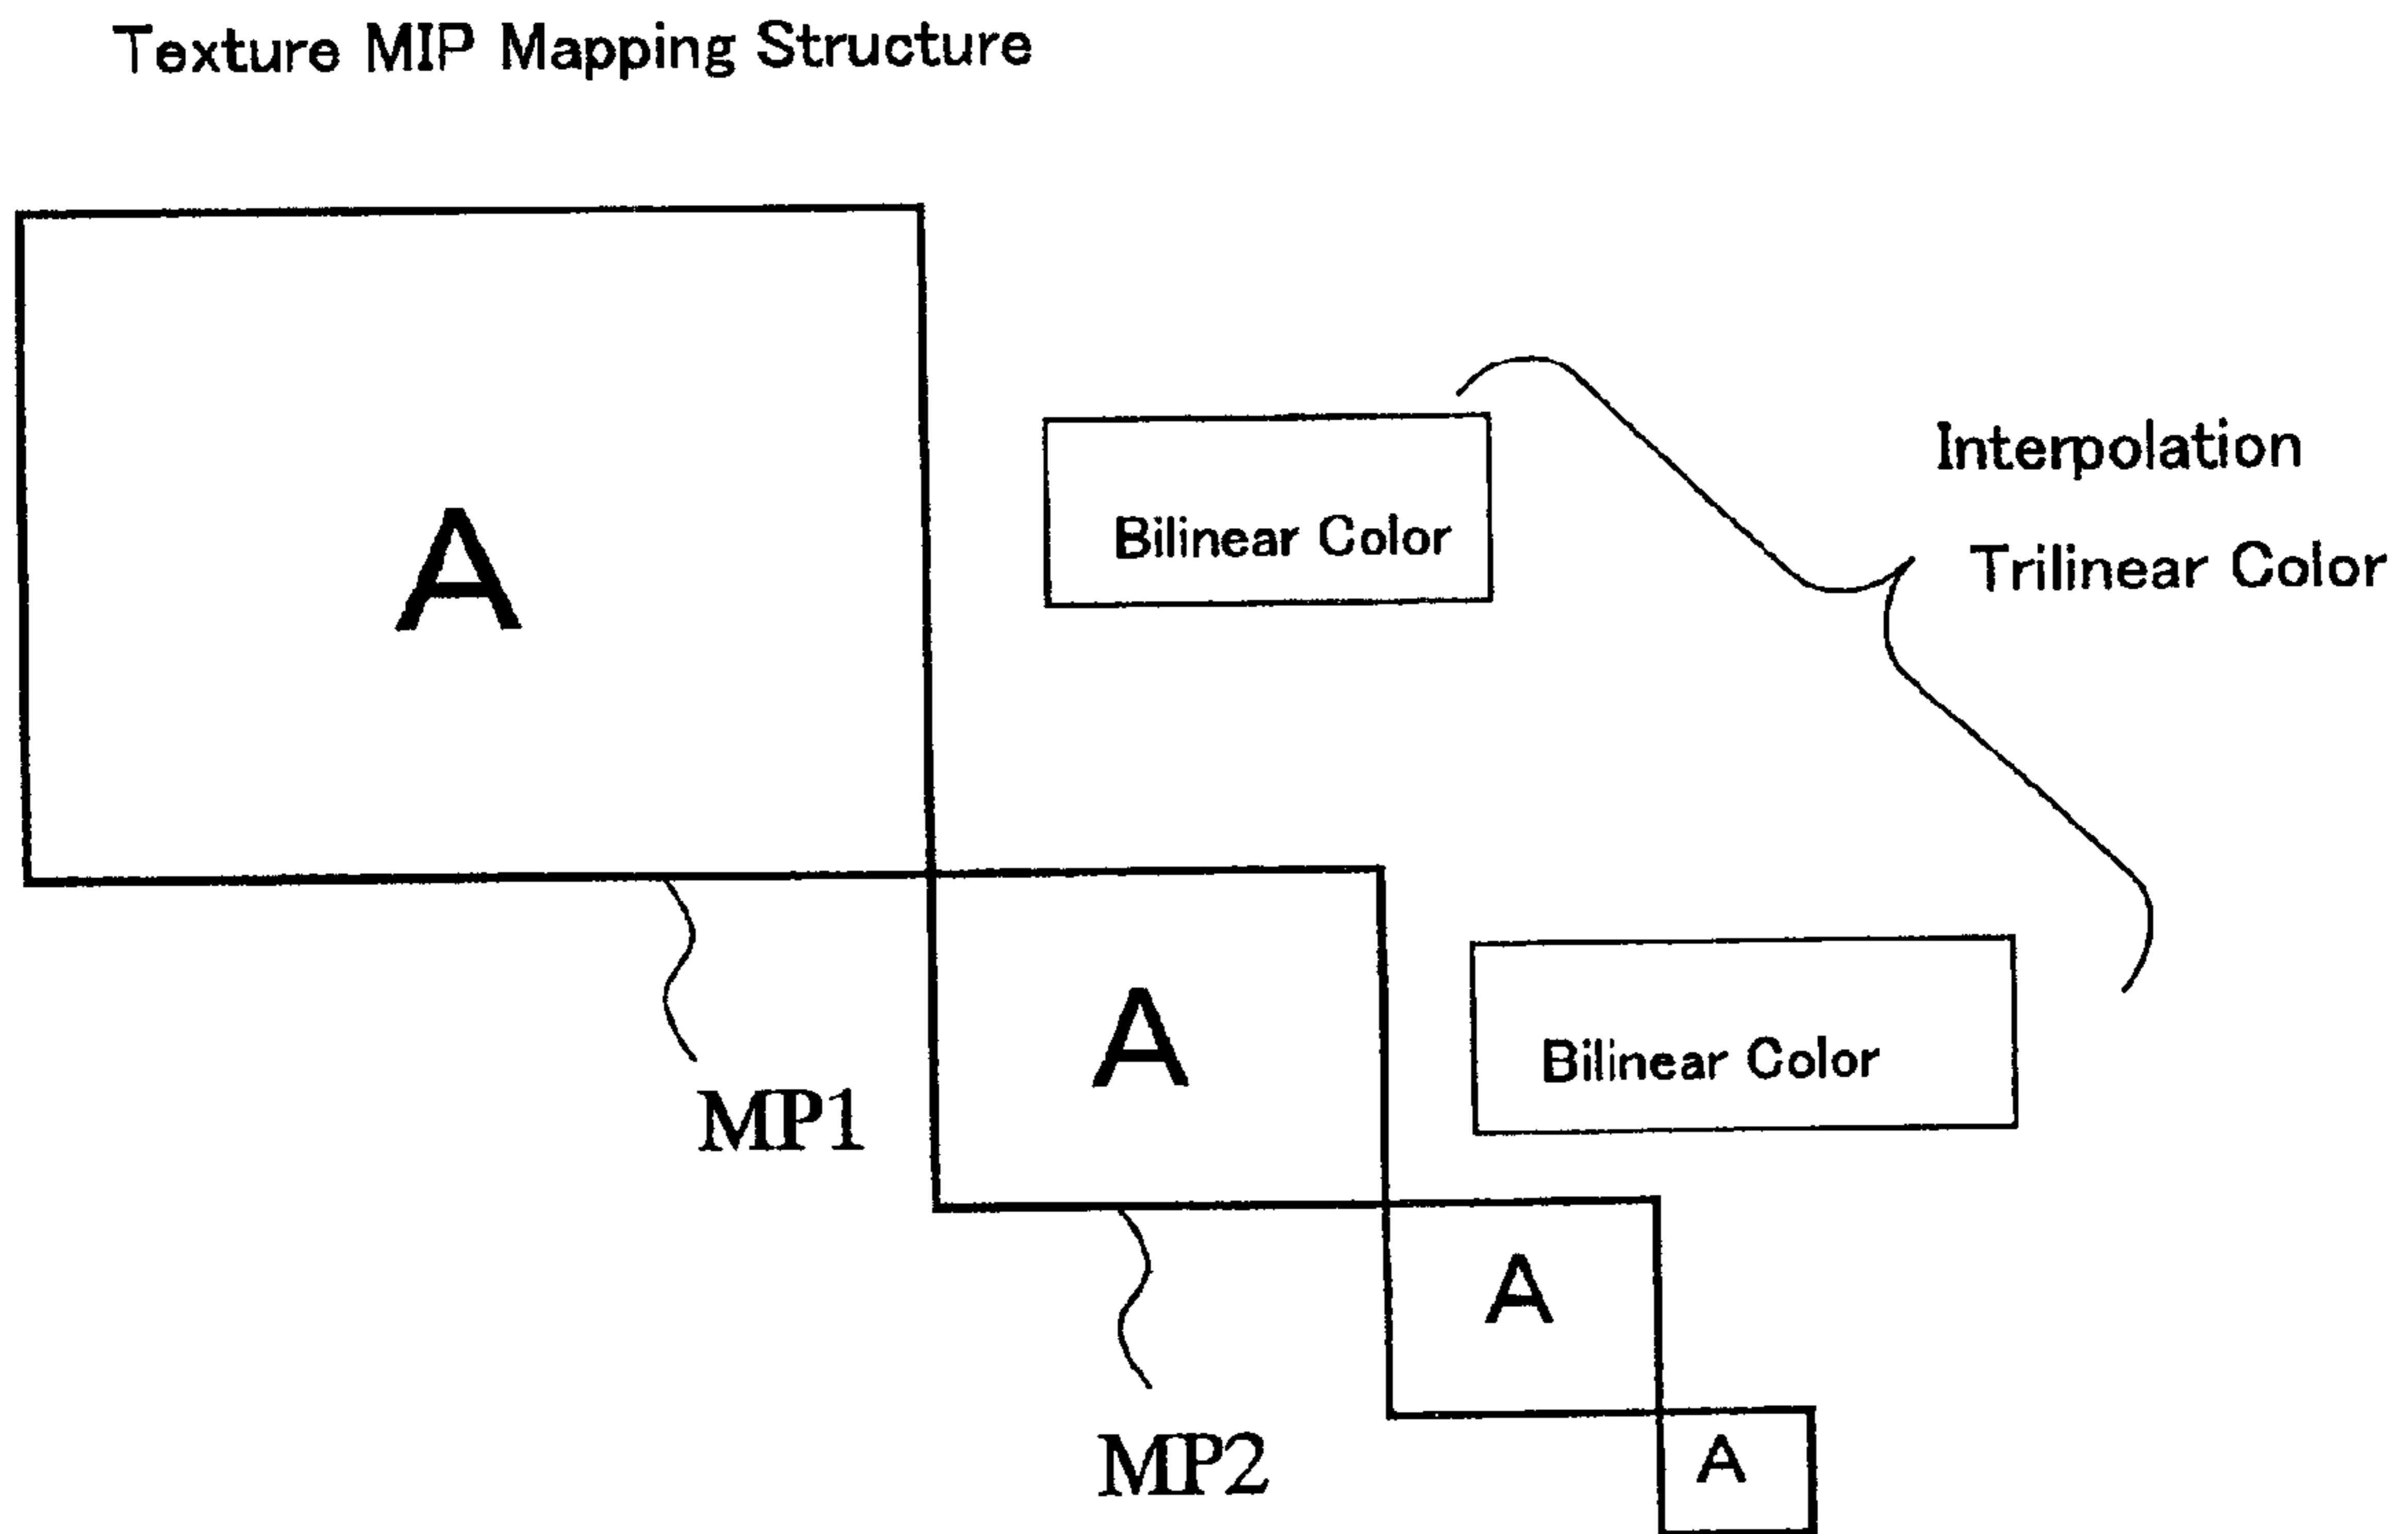 Texture MIP Mapping Structure
A
Bilinear Color
Interpolation
Trilinear Color
A
Bilinear Color
MP1
A
MP2
A